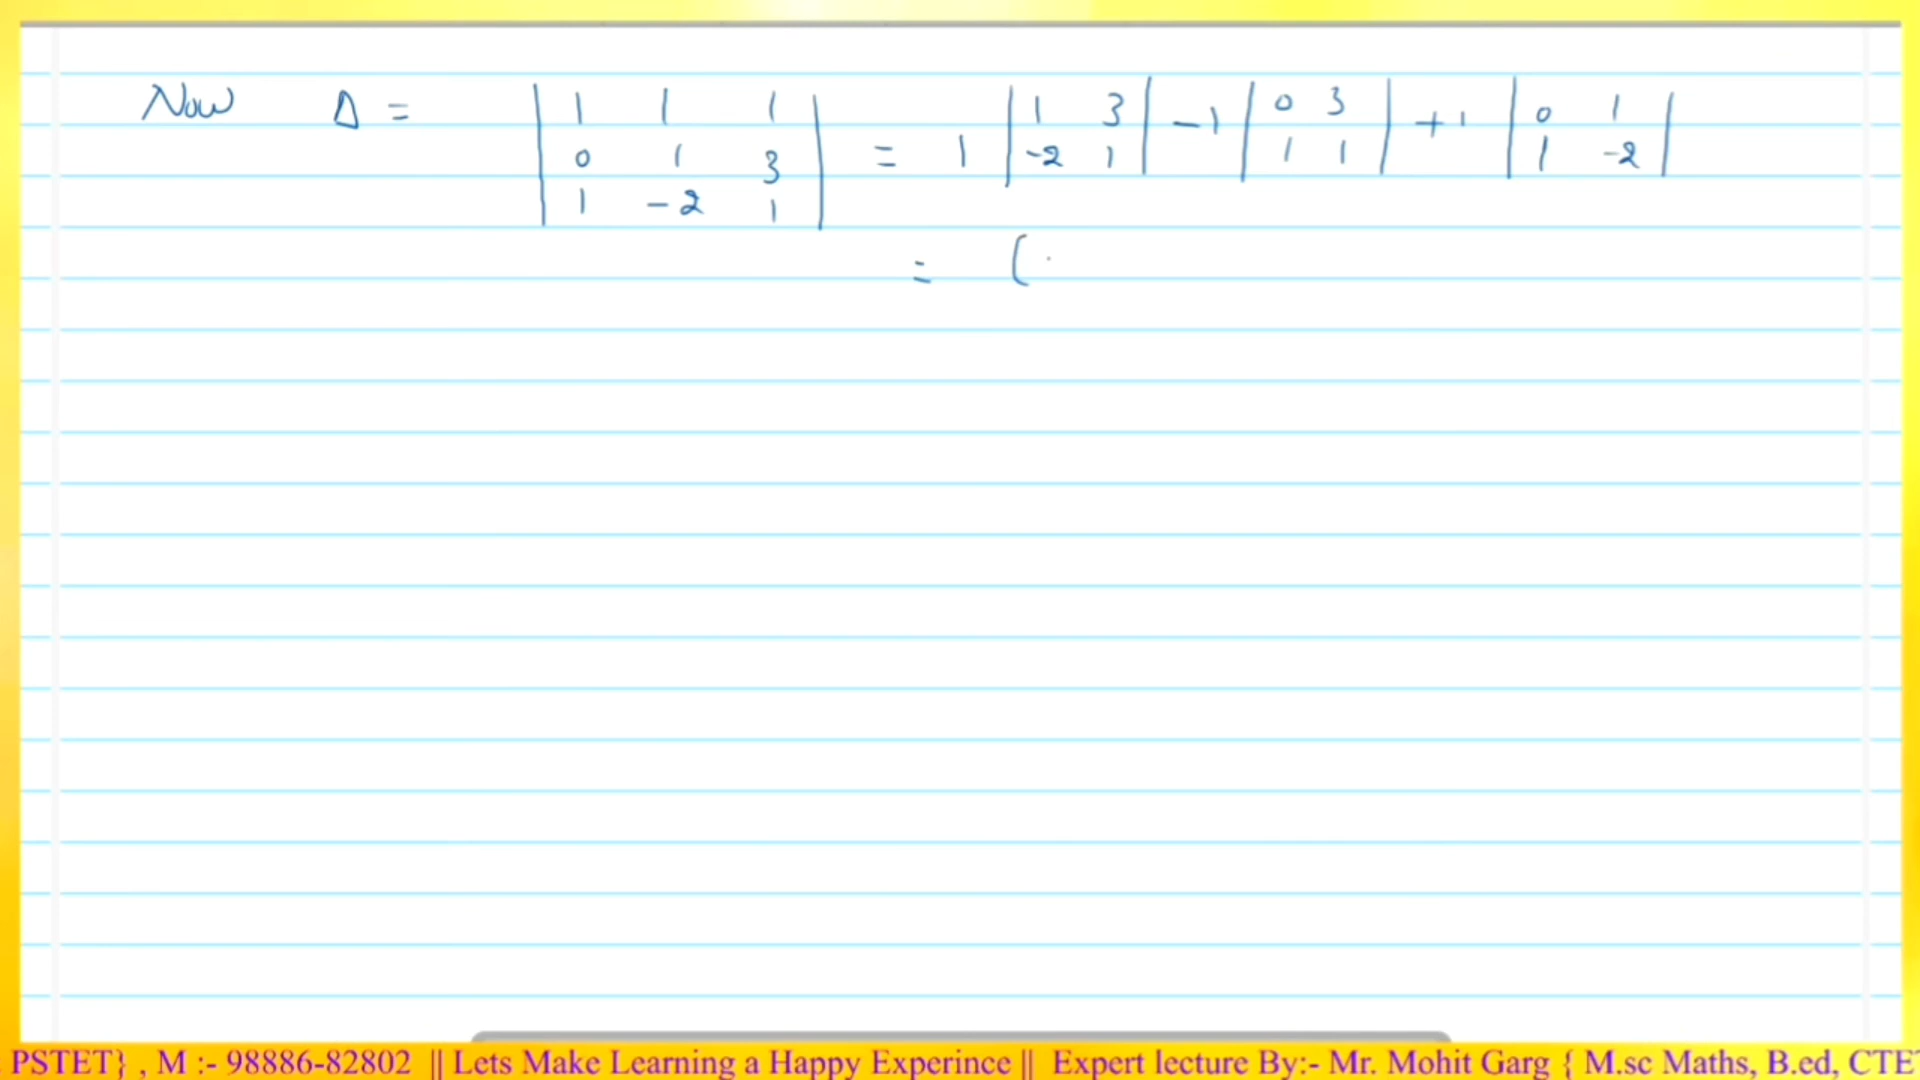 Now Δ = | 1 1 1 | = 1 | 1 3 | -1 | 0 3 | +1 | 0 1 |
| 0 1 3 | | -2 1 | | 1 1 | | 1 -2 |
| 1 -2 1 |
= (
PSTET} , M :- 98886-82802 || Lets Make Learning a Happy Experince || Expert lecture By:- Mr. Mohit Garg { M.sc Maths, B.ed, CTET